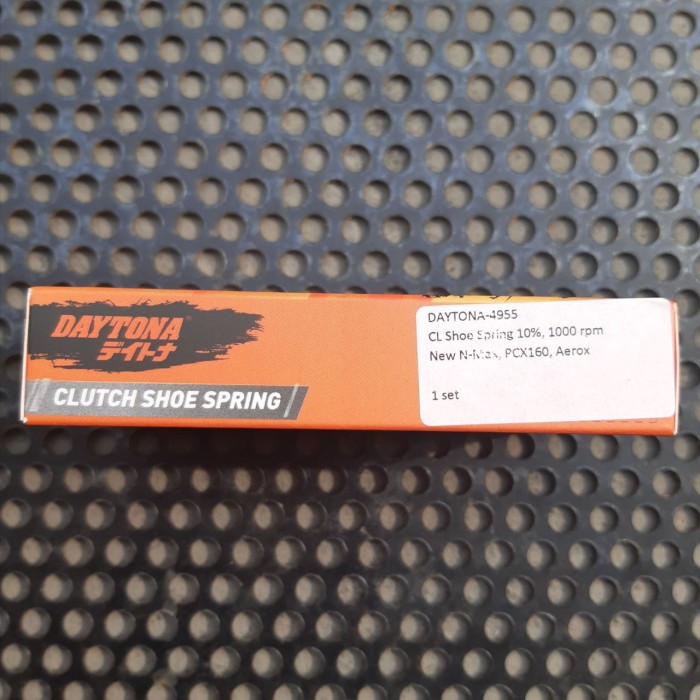 DAYTONA
デイトナ
CLUTCH SHOE SPRING
DAYTONA-4955
CL Shoe Spring 10%, 1000 rpm
New N-Max, PCX160, Aerox
1 set